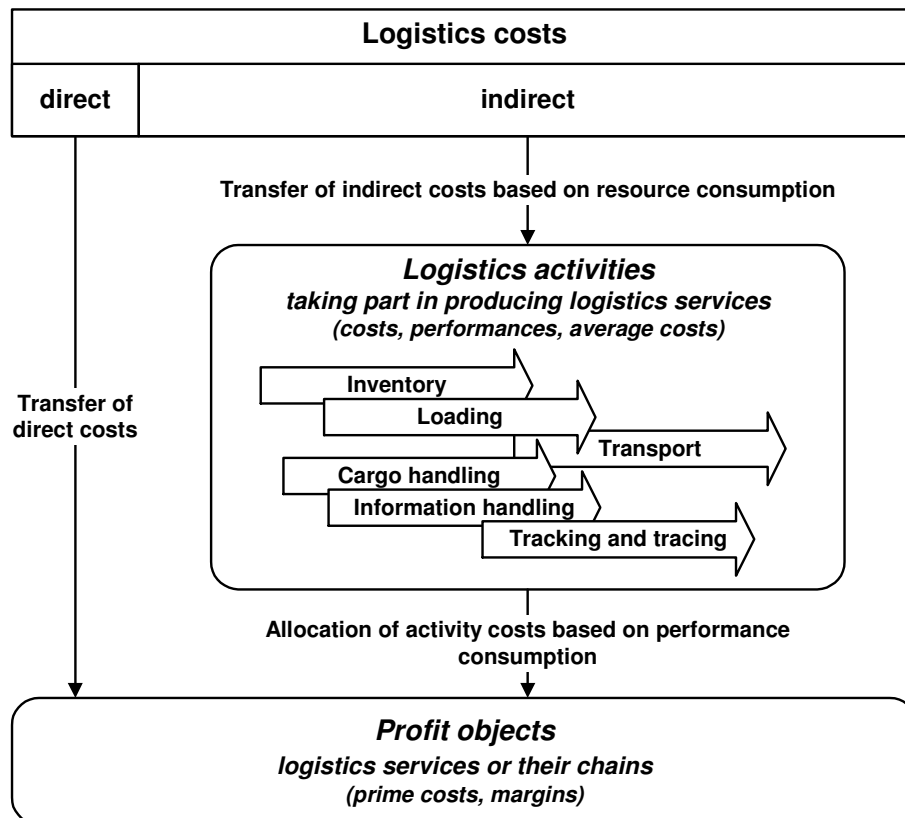 Logistics costs
direct
indirect
Transfer of indirect costs based on resource consumption
Logistics activities
taking part in producing logistics services
(costs, performances, average costs)
Inventory
Loading
Transport
Cargo handling
Information handling
Tracking and tracing
Transfer of
direct costs
Allocation of activity costs based on performance
consumption
Profit objects
logistics services or their chains
(prime costs, margins)